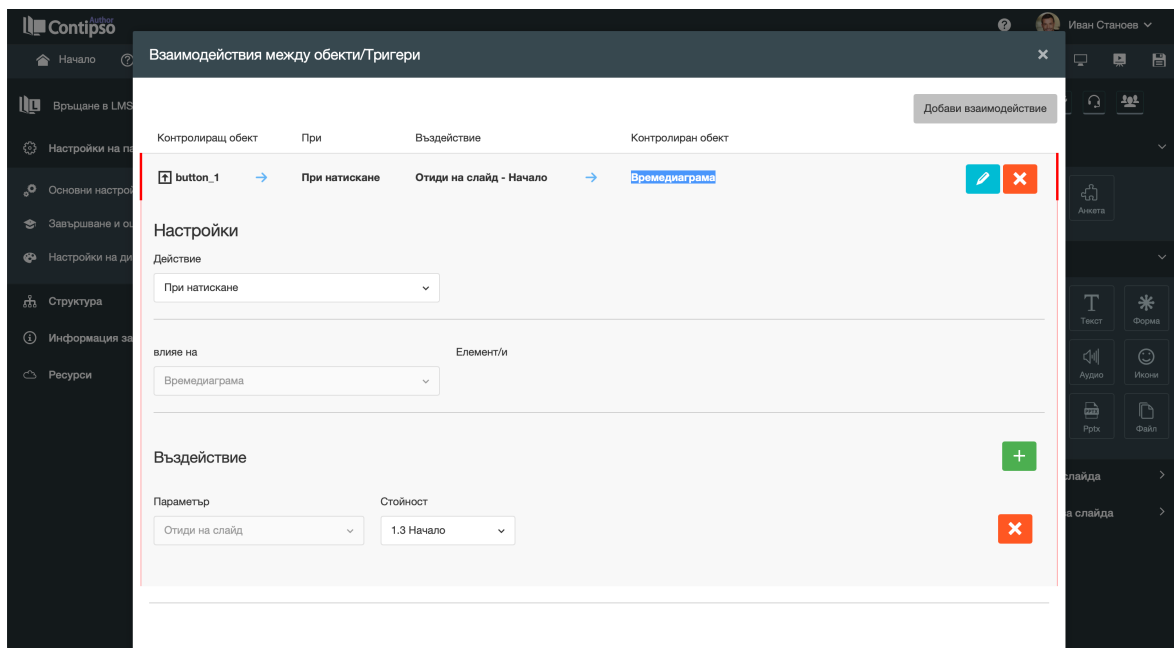 Contipso Author
Иван Станоев
Начало
Взаимодействия между обекти/Тригери
Връщане в LMS
Добави взаимодействие
Контролиращ обект При Въздействие Контролиран обект
Настройки на па
button_1 При натискане Отиди на слайд - Начало Времедиаграма
Основни настрой
Анкета
Завършване и оц
Настройки
Настройки на ди
Действие
При натискане
Структура
Текст Форма
Информация за
влияе на Елемент/и
Ресурси
Времедиаграма
Аудио Икони
Pptx Файл
Въздействие
слайда
Параметър Стойност
а слайда
Отиди на слайд 1.3 Начало